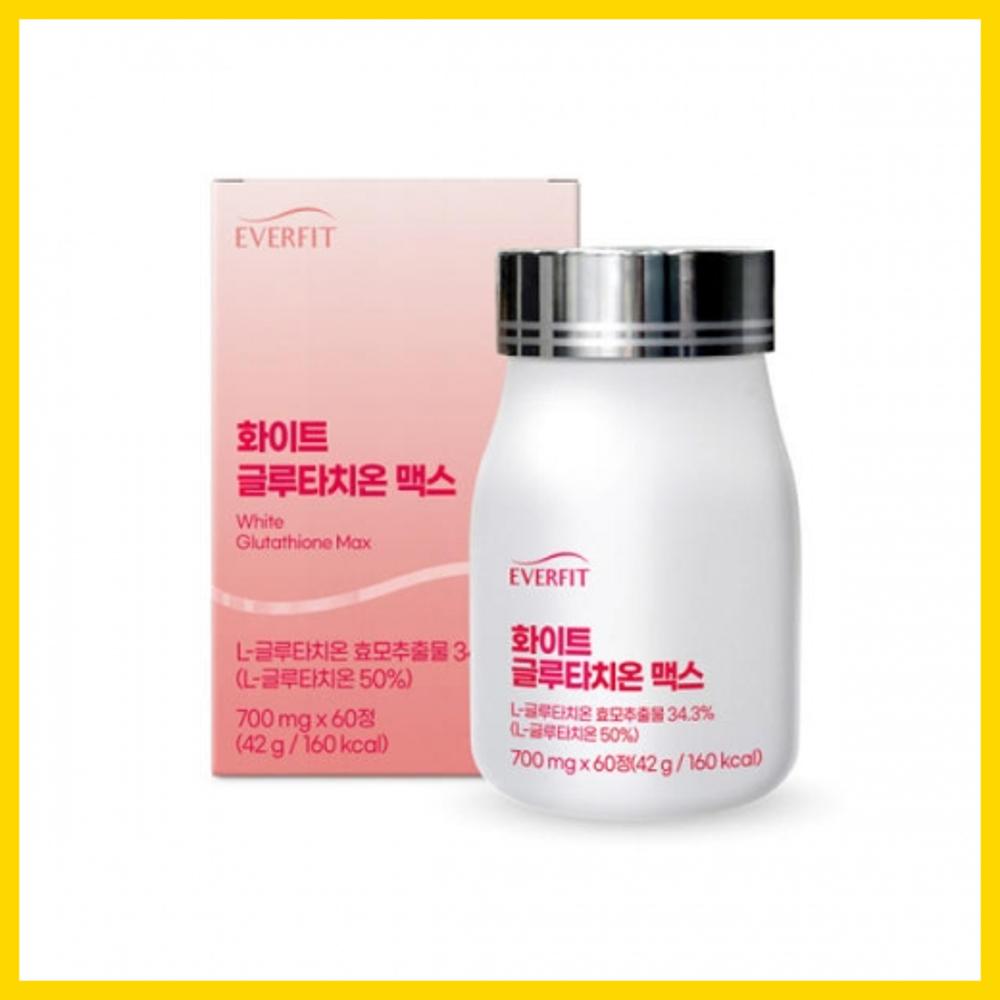 EVERFIT
화이트
글루타치온 맥스
White
Glutathione Max
L-글루타치온 효모추출물 34
(L-글루타치온 50%)
700 mg x 60정
(42 g / 160 kcal)
EVERFIT
화이트
글루타치온 맥스
L-글루타치온 효모추출물 34.3%
(L-글루타치온 50%)
700 mg x 60정(42 g / 160 kcal)